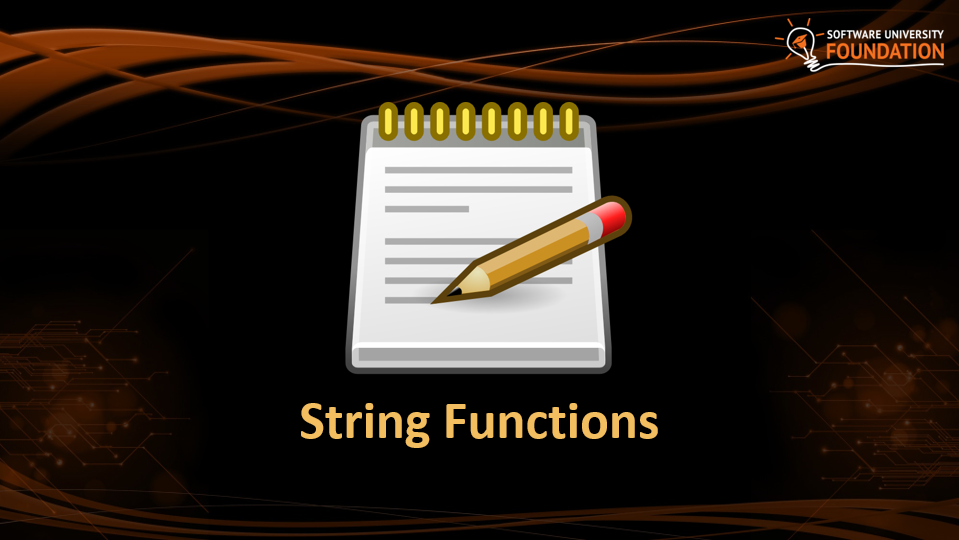 SOFTWARE UNIVERSITY
FOUNDATION
String Functions